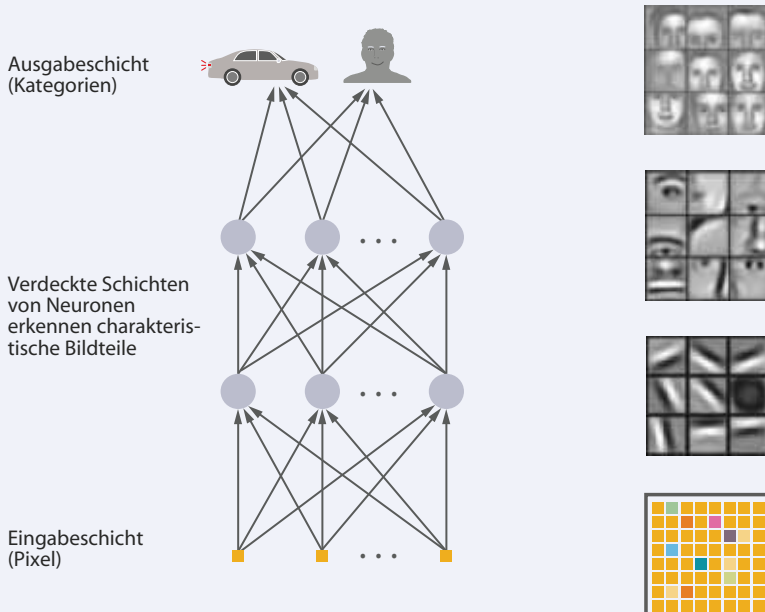 Ausgabeschicht
(Kategorien)
Verdeckte Schichten
von Neuronen
erkennen charakteris-
tische Bildteile
Eingabeschicht
(Pixel)